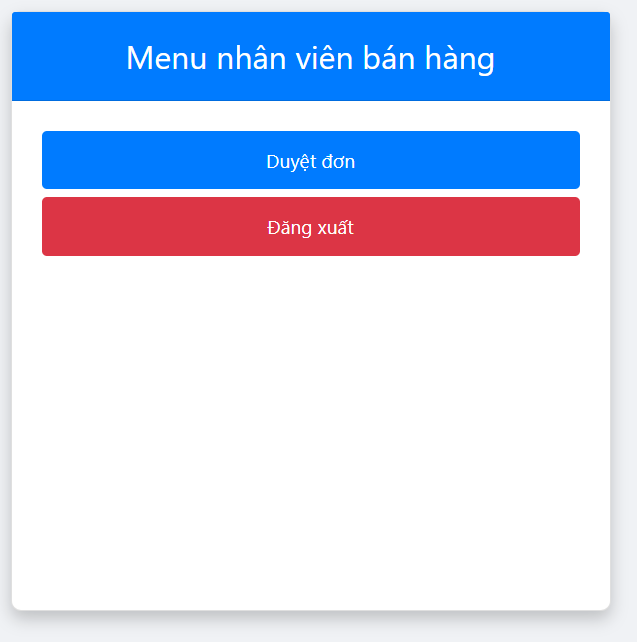 Menu nhân viên bán hàng
Duyệt đơn
Đăng xuất